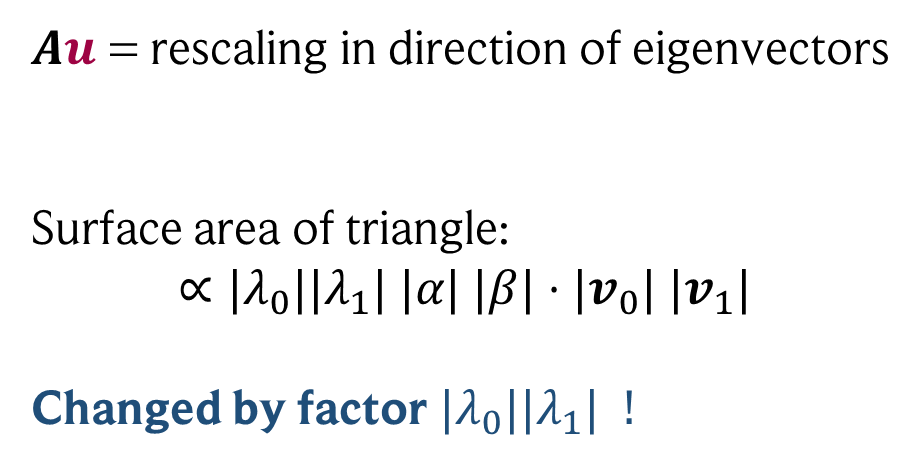 Au = rescaling in direction of eigenvectors
Surface area of triangle:
∝ |λ₀||λ₁| |α| |β| · |v₀| |v₁|
Changed by factor |λ₀||λ₁| !